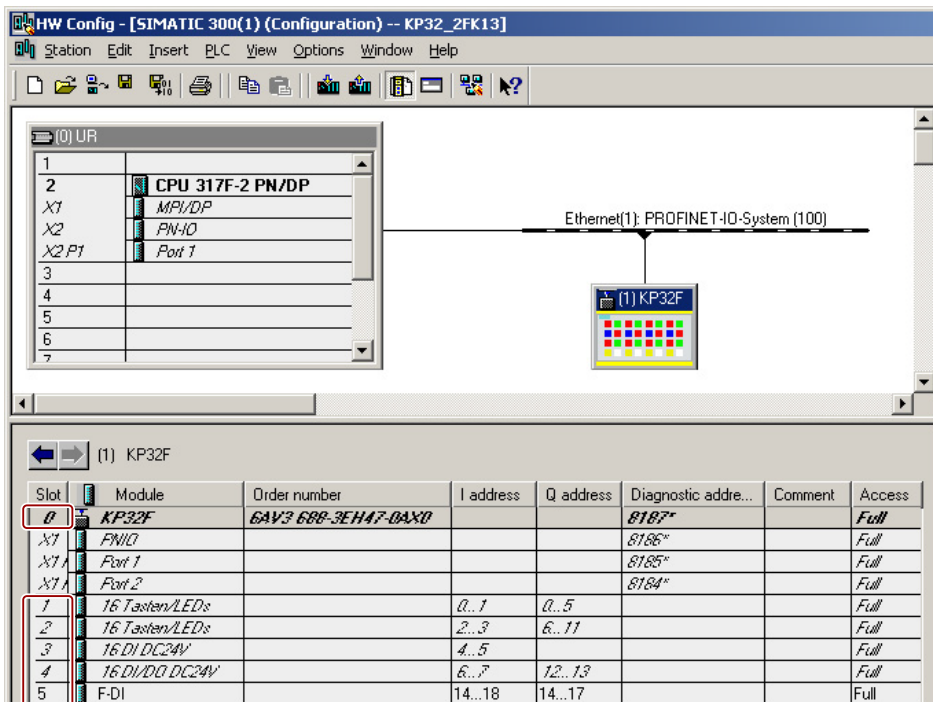 HW Config - [SIMATIC 300(1) (Configuration) -- KP32_2FK13]
Station Edit Insert PLC View Options Window Help
(0) UR
1
2 CPU 317F-2 PN/DP
X1 MPI/DP
X2 PN-IO
X2 P1 Port 1
3
4
5
6
7
Ethernet(1): PROFINET-IO-System (100)
(1) KP32F
(1) KP32F
Slot Module Order number I address Q address Diagnostic addre... Comment Access
0 KP32F 6AV3 688-3EH47-0AX0 8187* Full
X1 PNIO 8186* Full
X1 Port 1 8185* Full
X1 Port 2 8184* Full
1 16 Tasten/LEDs 0...1 0...5 Full
2 16 Tasten/LEDs 2...3 6...11 Full
3 16 DI DC24V 4...5 Full
4 16 DI/DO DC24V 6...7 12...13 Full
5 F-DI 14...18 14...17 Full